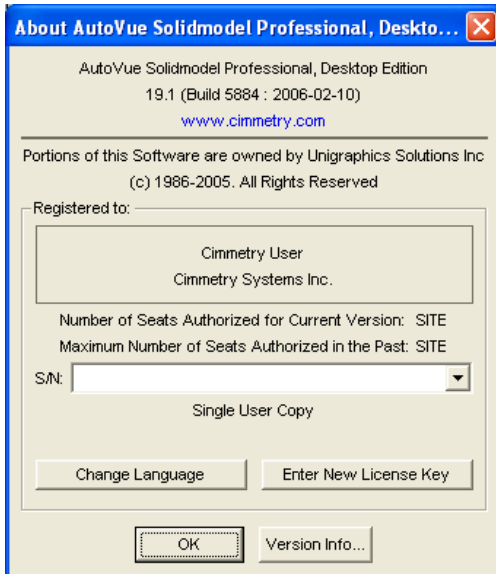 About AutoVue Solidmodel Professional, Deskto...
AutoVue Solidmodel Professional, Desktop Edition
19.1 (Build 5884 : 2006-02-10)
www.cimmetry.com
Portions of this Software are owned by Unigraphics Solutions Inc
(c) 1986-2005. All Rights Reserved
Registered to:
Cimmetry User
Cimmetry Systems Inc.
Number of Seats Authorized for Current Version: SITE
Maximum Number of Seats Authorized in the Past: SITE
S/N:
Single User Copy
Change Language Enter New License Key
OK Version Info...